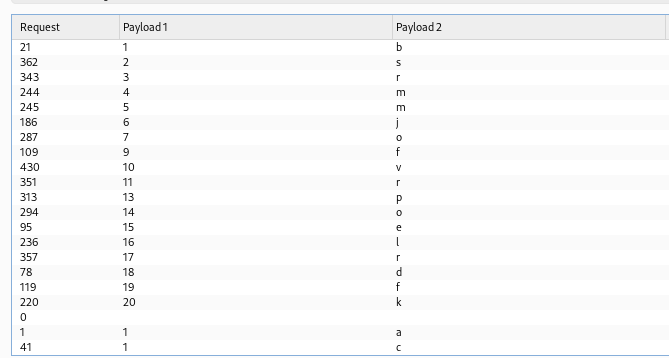 Request Payload 1 Payload 2
21 1 b
362 2 s
343 3 r
244 4 m
245 5 m
186 6 j
287 7 o
109 9 f
430 10 v
351 11 r
313 13 p
294 14 o
95 15 e
236 16 l
357 17 r
78 18 d
119 19 f
220 20 k
0
1 1 a
41 1 c